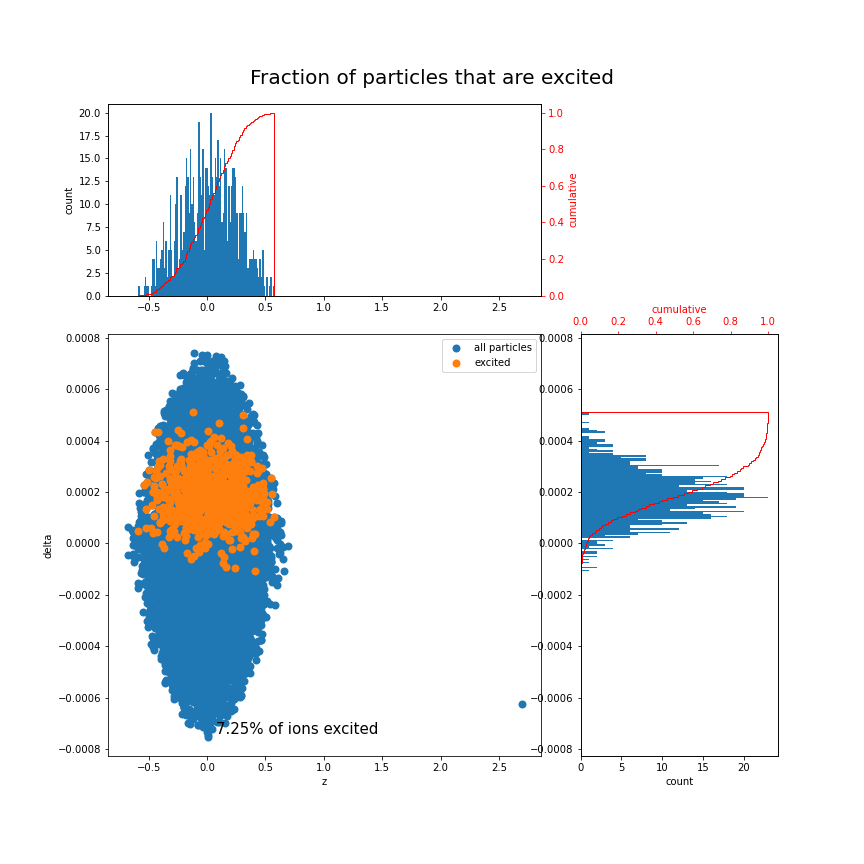 Fraction of particles that are excited
20.0
17.5
15.0
12.5
10.0
7.5
5.0
2.5
0.0
count
−0.5 0.0 0.5 1.0 1.5 2.0 2.5
1.0
0.8
0.6
0.4
0.2
0.0
cumulative
cumulative
0.0 0.2 0.4 0.6 0.8 1.0
0.0008
0.0006
0.0004
0.0002
0.0000
−0.0002
−0.0004
−0.0006
−0.0008
delta
all particles
excited
7.25% of ions excited
−0.5 0.0 0.5 1.0 1.5 2.0 2.5
z
0.0008
0.0006
0.0004
0.0002
0.0000
−0.0002
−0.0004
−0.0006
−0.0008
0 5 10 15 20
count